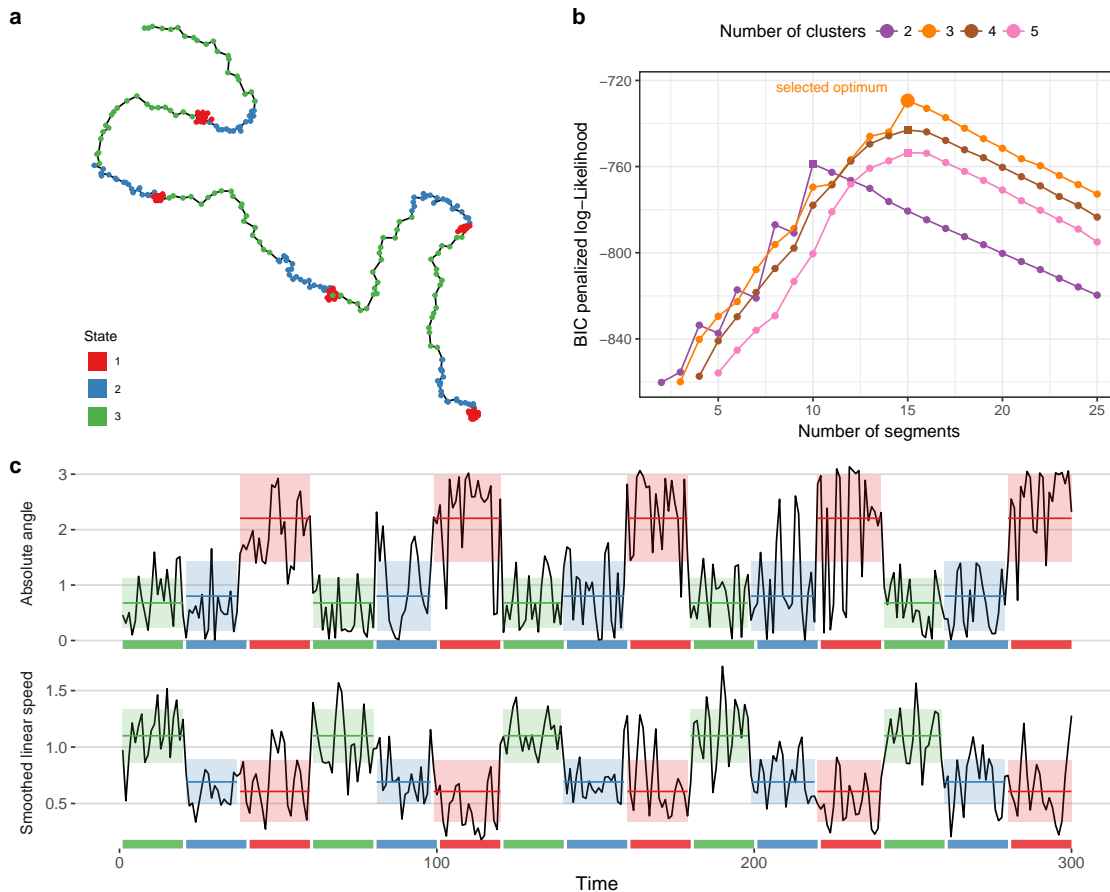 a
State
1
2
3
b
Number of clusters 2 3 4 5
selected optimum
BIC penalized log−Likelihood
−720
−760
−800
−840
5 10 15 20 25
Number of segments
c
Absolute angle
3
2
1
0
Smoothed linear speed
1.5
1.0
0.5
0 100 200 300
Time